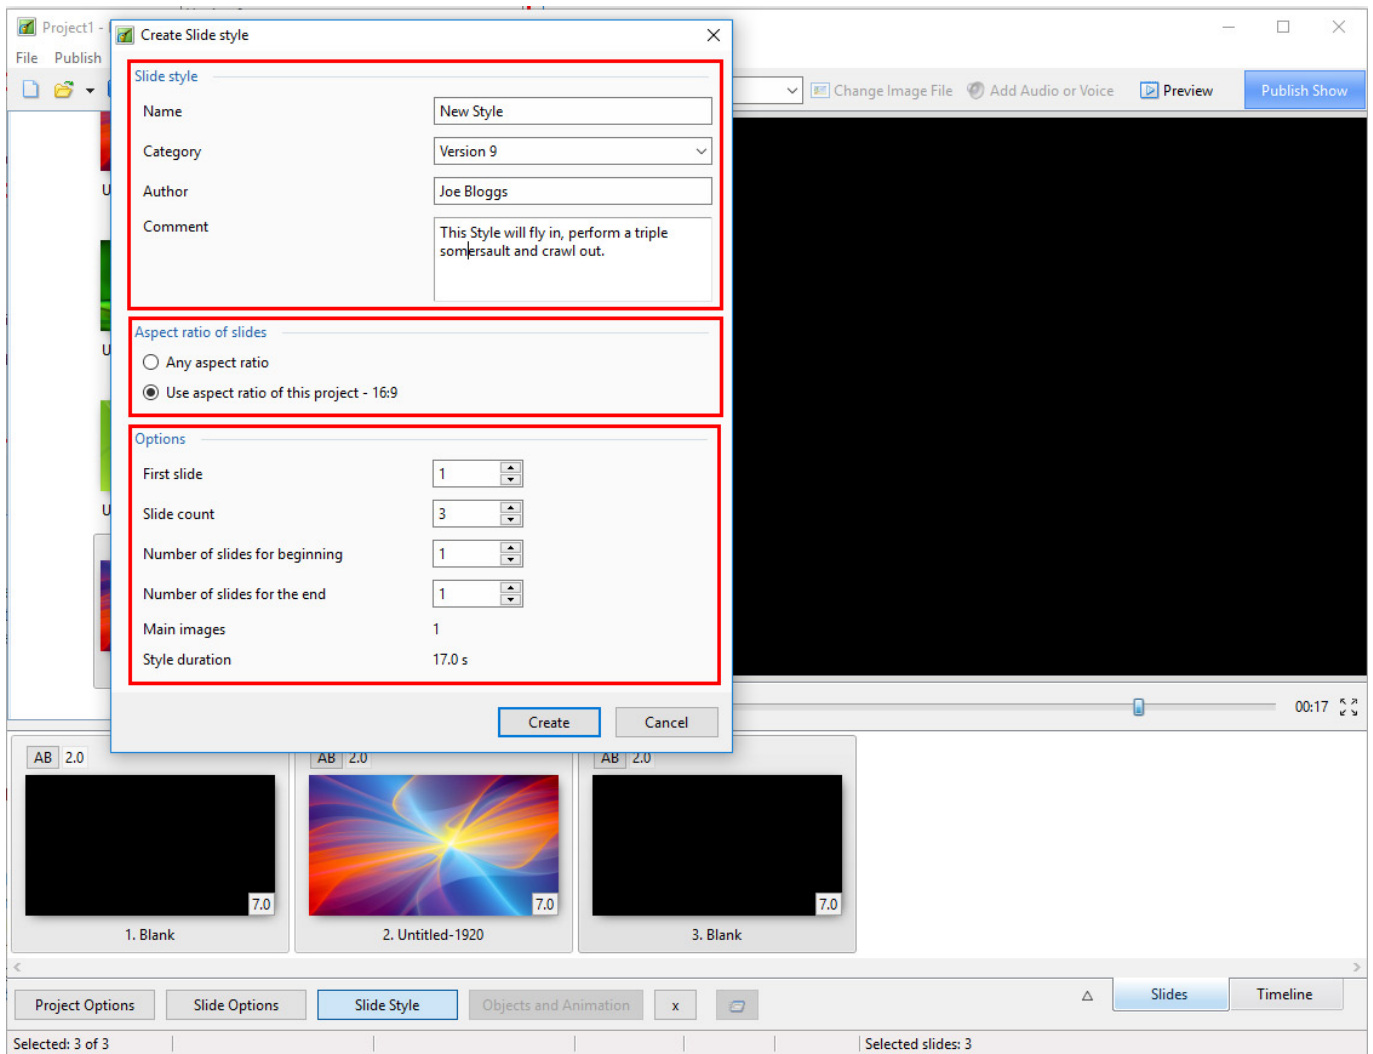 Project1 -
Create Slide style
File Publish
Change Image File
Add Audio or Voice
Preview
Publish Show
Slide style
Name
New Style
Category
Version 9
Author
Joe Bloggs
Comment
This Style will fly in, perform a triple
somersault and crawl out.
Aspect ratio of slides
Any aspect ratio
Use aspect ratio of this project - 16:9
Options
First slide
1
Slide count
3
Number of slides for beginning
1
Number of slides for the end
1
Main images
1
Style duration
17.0 s
Create
Cancel
00:17
AB 2.0
AB 2.0
AB 2.0
7.0
7.0
7.0
1. Blank
2. Untitled-1920
3. Blank
Project Options
Slide Options
Slide Style
Objects and Animation
x
Slides
Timeline
Selected: 3 of 3
Selected slides: 3